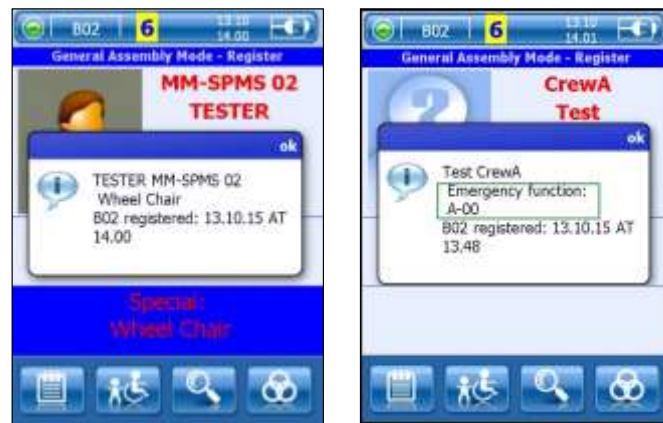 B02 6 13.10
14.00
General Assembly Mode - Register
MM-SPMS 02
TESTER
ok
TESTER MM-SPMS 02
Wheel Chair
B02 registered: 13.10.15 AT
14.00
Special:
Wheel Chair
B02 6 13.10
14.01
General Assembly Mode - Register
CrewA
Test
ok
Test CrewA
Emergency function:
A-00
B02 registered: 13.10.15 AT
13.48